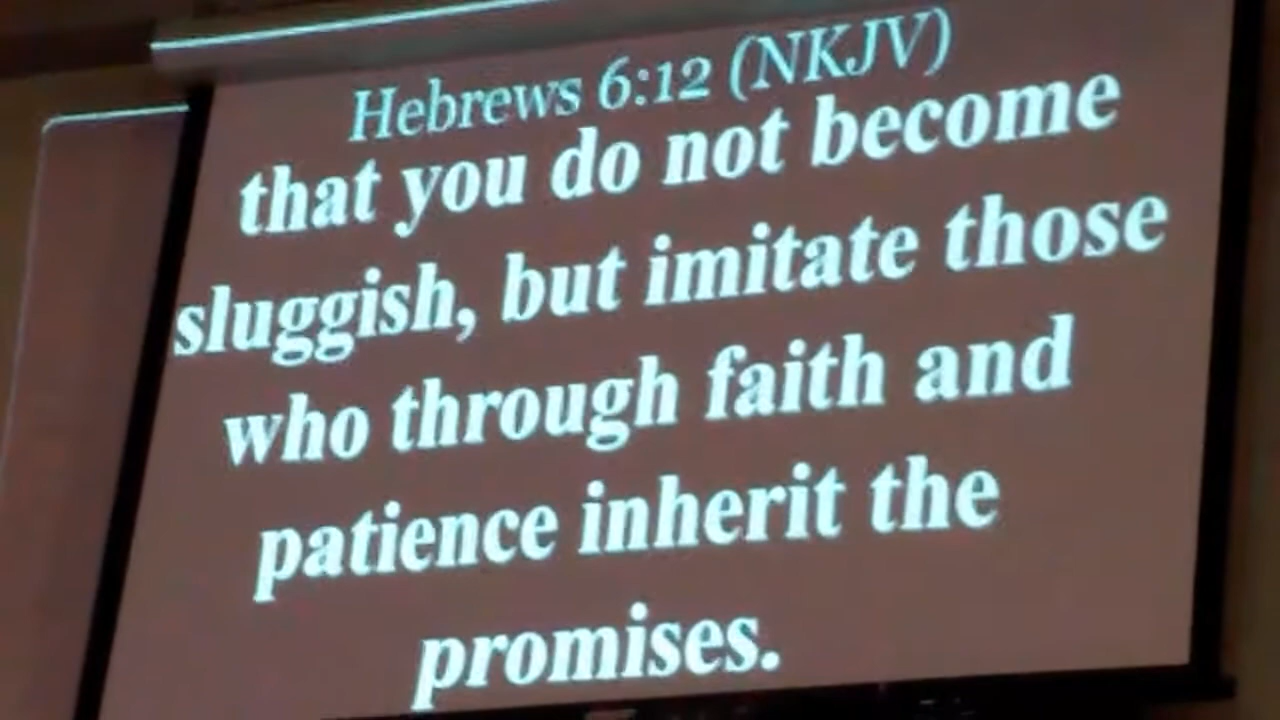 Hebrews 6:12 (NKJV)
that you do not become
sluggish, but imitate those
who through faith and
patience inherit the
promises.